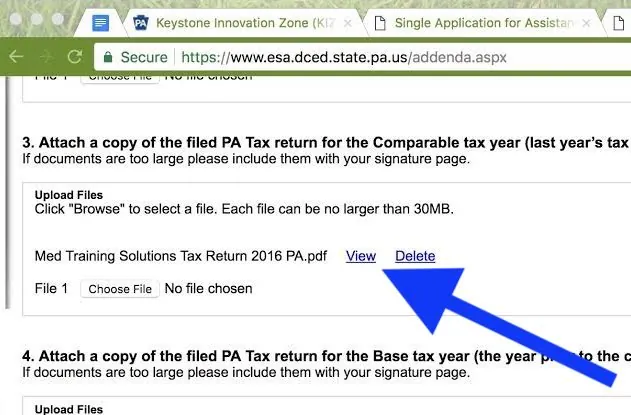 Keystone Innovation Zone (KIZ
Single Application for Assistan
Secure https://www.esa.dced.state.pa.us/addenda.aspx
File 1 Choose File No file chosen
3. Attach a copy of the filed PA Tax return for the Comparable tax year (last year's tax
If documents are too large please include them with your signature page.
Upload Files
Click "Browse" to select a file. Each file can be no larger than 30MB.
Med Training Solutions Tax Return 2016 PA.pdf View Delete
File 1 Choose File No file chosen
4. Attach a copy of the filed PA Tax return for the Base tax year (the year to the c
If documents are too large please include them with your signature page.
Upload Files